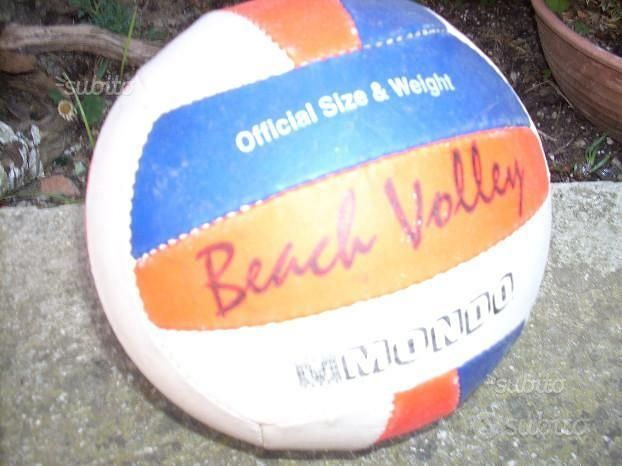 subito
Official Size & Weight
Beach Volley
MONDO
subito
subito